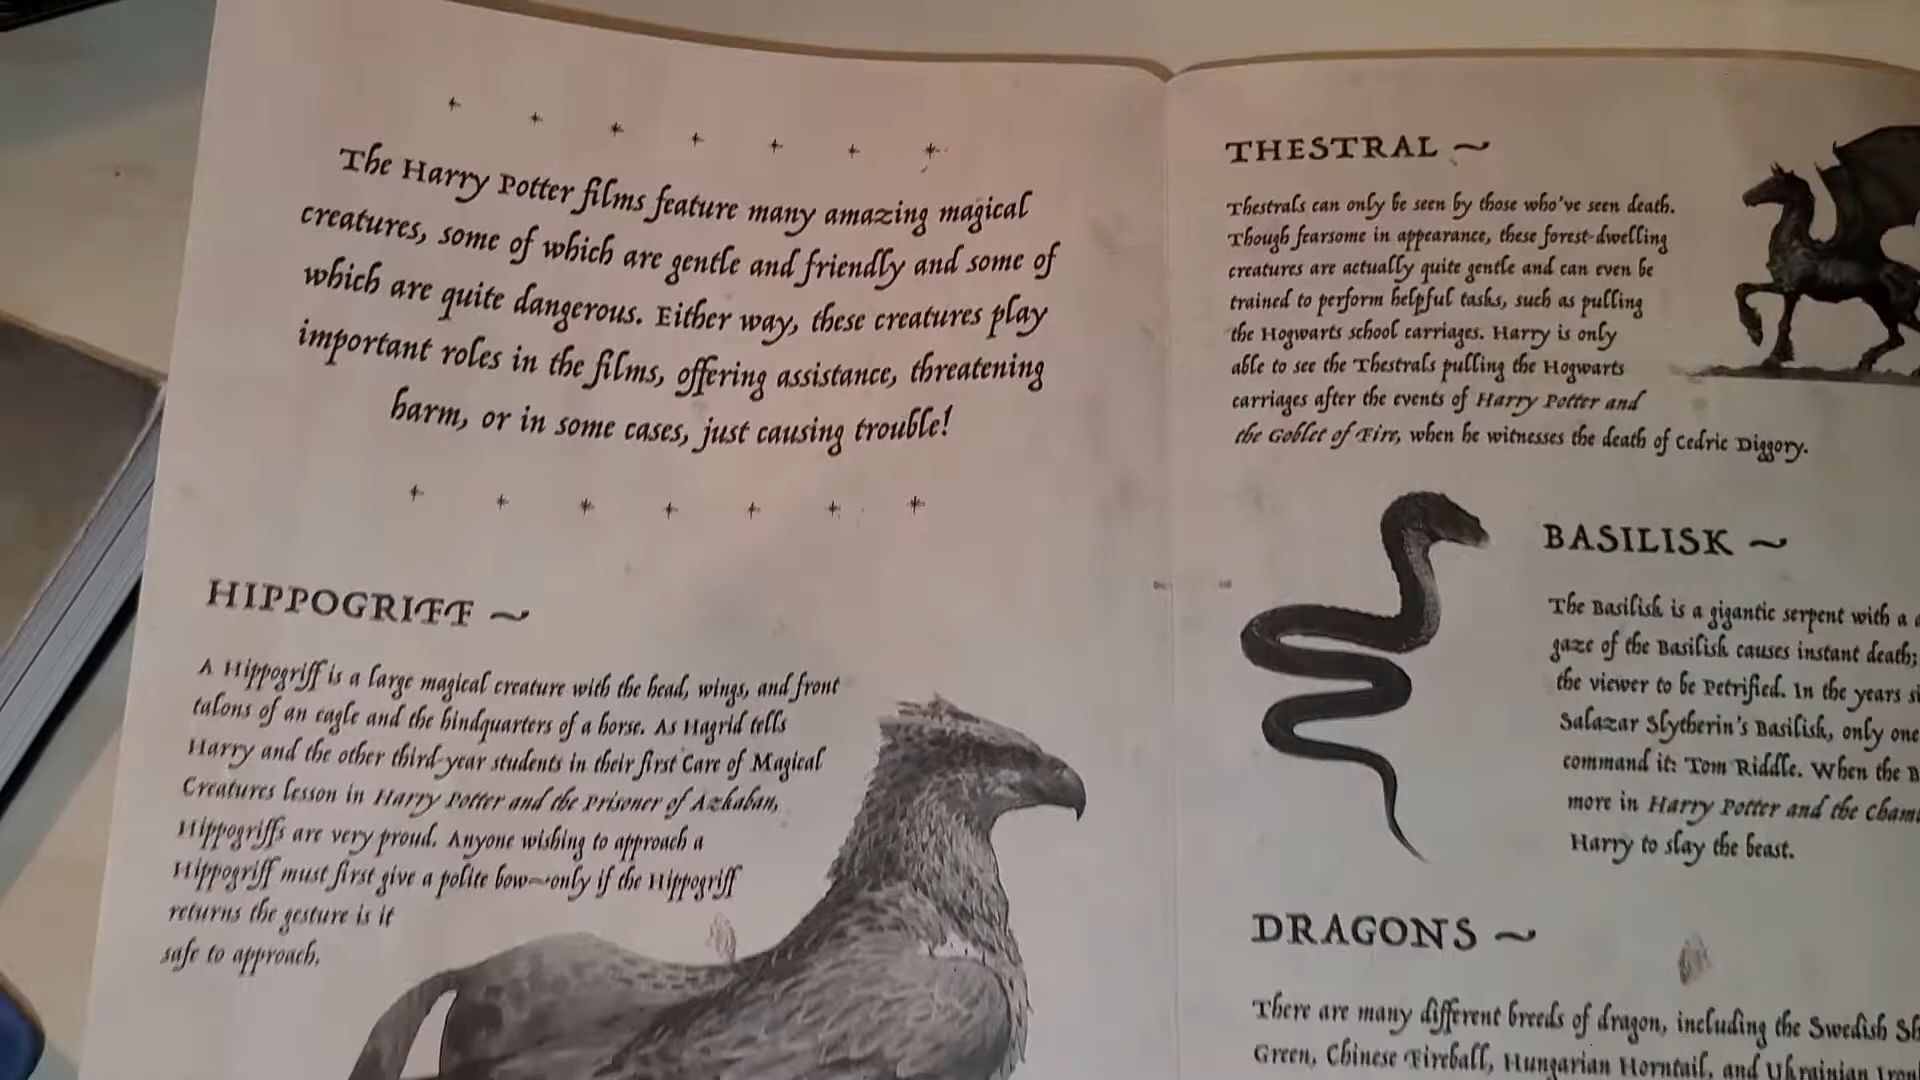 The Harry Potter films feature many amazing magical
creatures, some of which are gentle and friendly and some of
which are quite dangerous. Either way, these creatures play
important roles in the films, offering assistance, threatening
harm, or in some cases, just causing trouble!
HIPPOGRIFF ~
A Hippogriff is a large magical creature with the head, wings, and front
talons of an eagle and the hindquarters of a horse. As Hagrid tells
Harry and the other third-year students in their first Care of Magical
Creatures lesson in Harry Potter and the Prisoner of Azkaban,
Hippogriffs are very proud. Anyone wishing to approach a
Hippogriff must first give a polite bow—only if the Hippogriff
returns the gesture is it
safe to approach.
THESTRAL ~
Thestrals can only be seen by those who've seen death.
Though fearsome in appearance, these forest-dwelling
creatures are actually quite gentle and can even be
trained to perform helpful tasks, such as pulling
the Hogwarts school carriages. Harry is only
able to see the Thestrals pulling the Hogwarts
carriages after the events of Harry Potter and
the Goblet of Fire, when he witnesses the death of Cedric Diggory.
BASILISK ~
The Basilisk is a gigantic serpent with a
gaze of the Basilisk causes instant death;
the viewer to be Petrified. In the years
Salazar Slytherin's Basilisk, only one
command it: Tom Riddle. When the
more in Harry Potter and the
Harry to slay the beast.
DRAGONS ~
There are many different breeds of dragon, including the Swedish
Green, Chinese Fireball, Hungarian Horntail, and Ukrainian